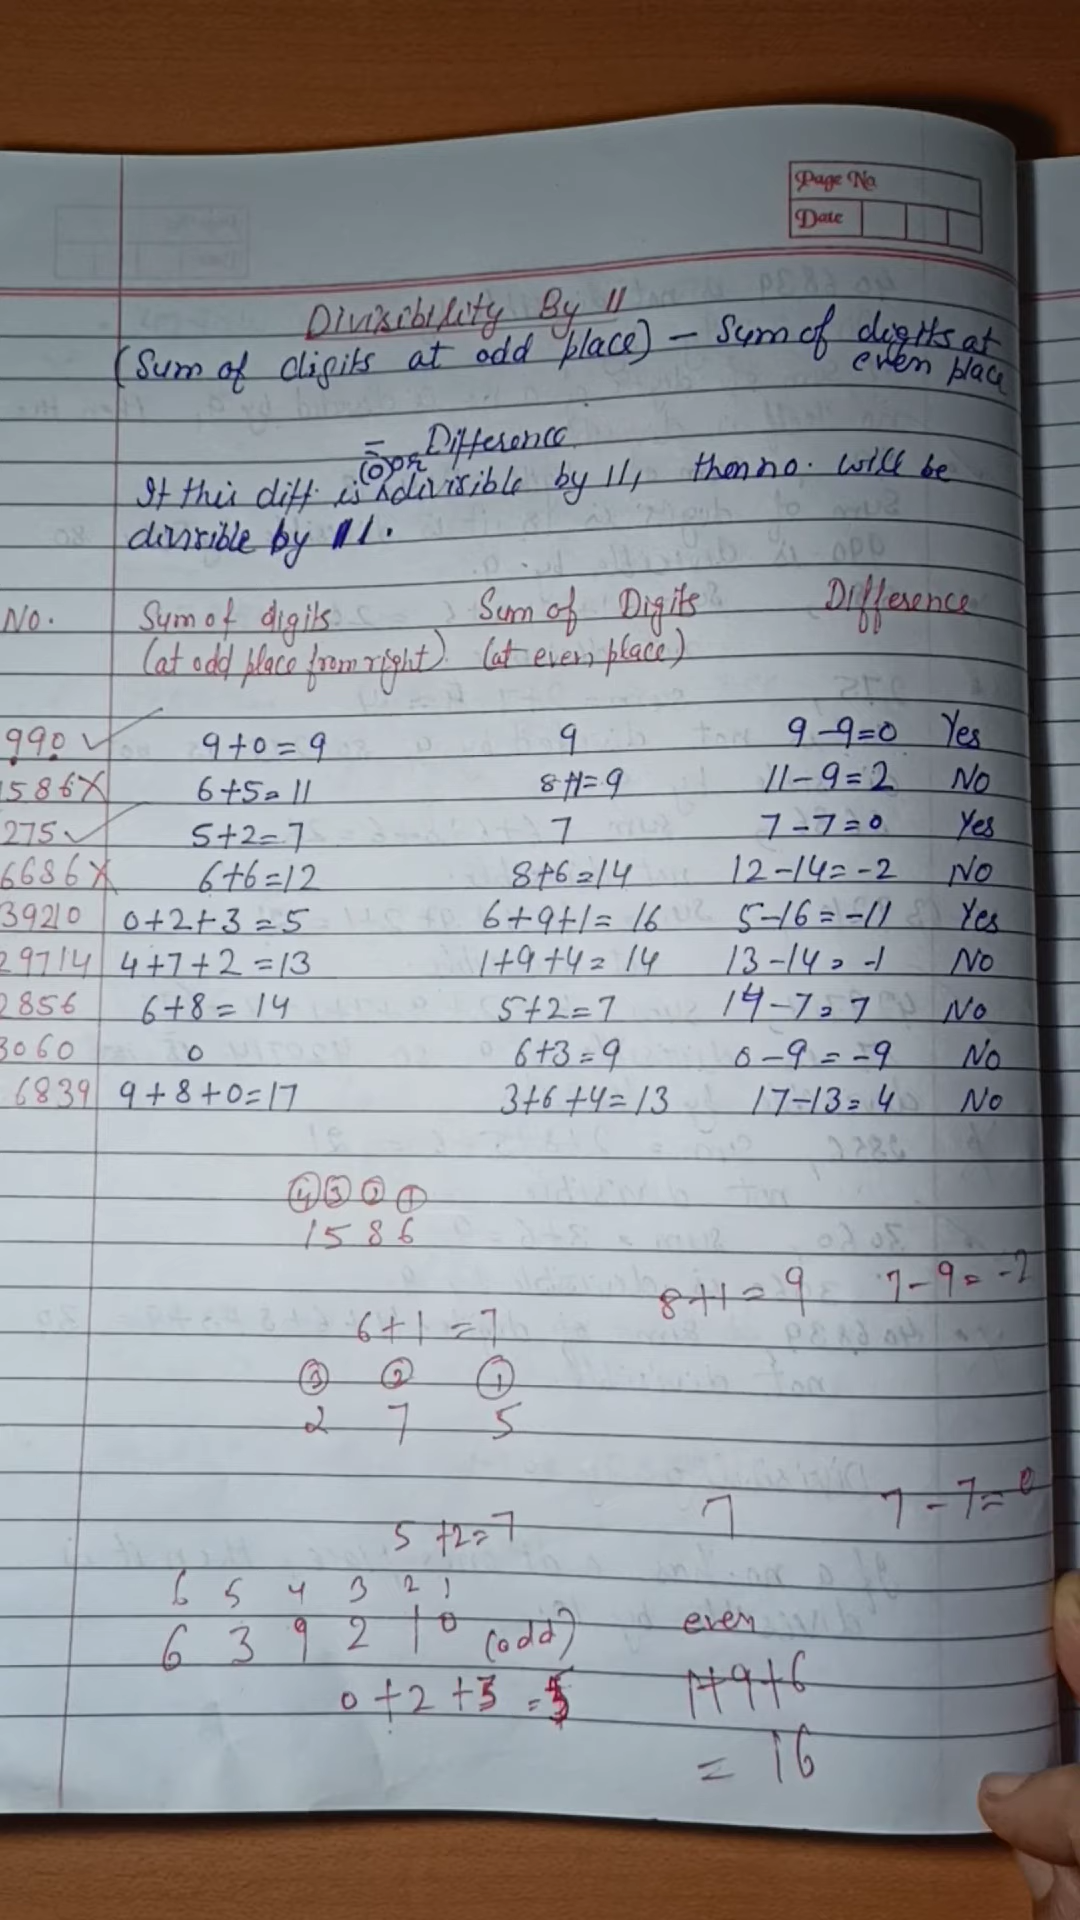 Page No.
Date
Divisibility By 11
(Sum of digits at odd place) - Sum of digits at
even place
= Difference
If this diff. is 0 or divisible by 11, then no. will be
divisible by 11.
No. Sum of digits Sum of Digits Difference
(at odd place from right) (at even place)
990 ✓ 9+0=9 9 9-9=0 Yes
1586 X 6+5=11 8+1=9 11-9=2 No
275 ✓ 5+2=7 7 7-7=0 Yes
6686 X 6+6=12 8+6=14 12-14=-2 No
39210 0+2+3=5 6+9+1=16 5-16=-11 Yes
29714 4+7+2=13 1+9+4=14 13-14=-1 No
2856 6+8=14 5+2=7 14-7=7 No
3060 0 6+3=9 0-9=-9 No
6839 9+8+0=17 3+6+4=13 17-13=4 No
④③②①
1586
8+1=9 7-9=-2
6+1=7
③ ② ①
2 7 5
7 7-7=0
5+2=7
6 5 4 3 2 1
6 3 9 2 1 0 (odd) even
0+2+3=5 1+9+6
= 16